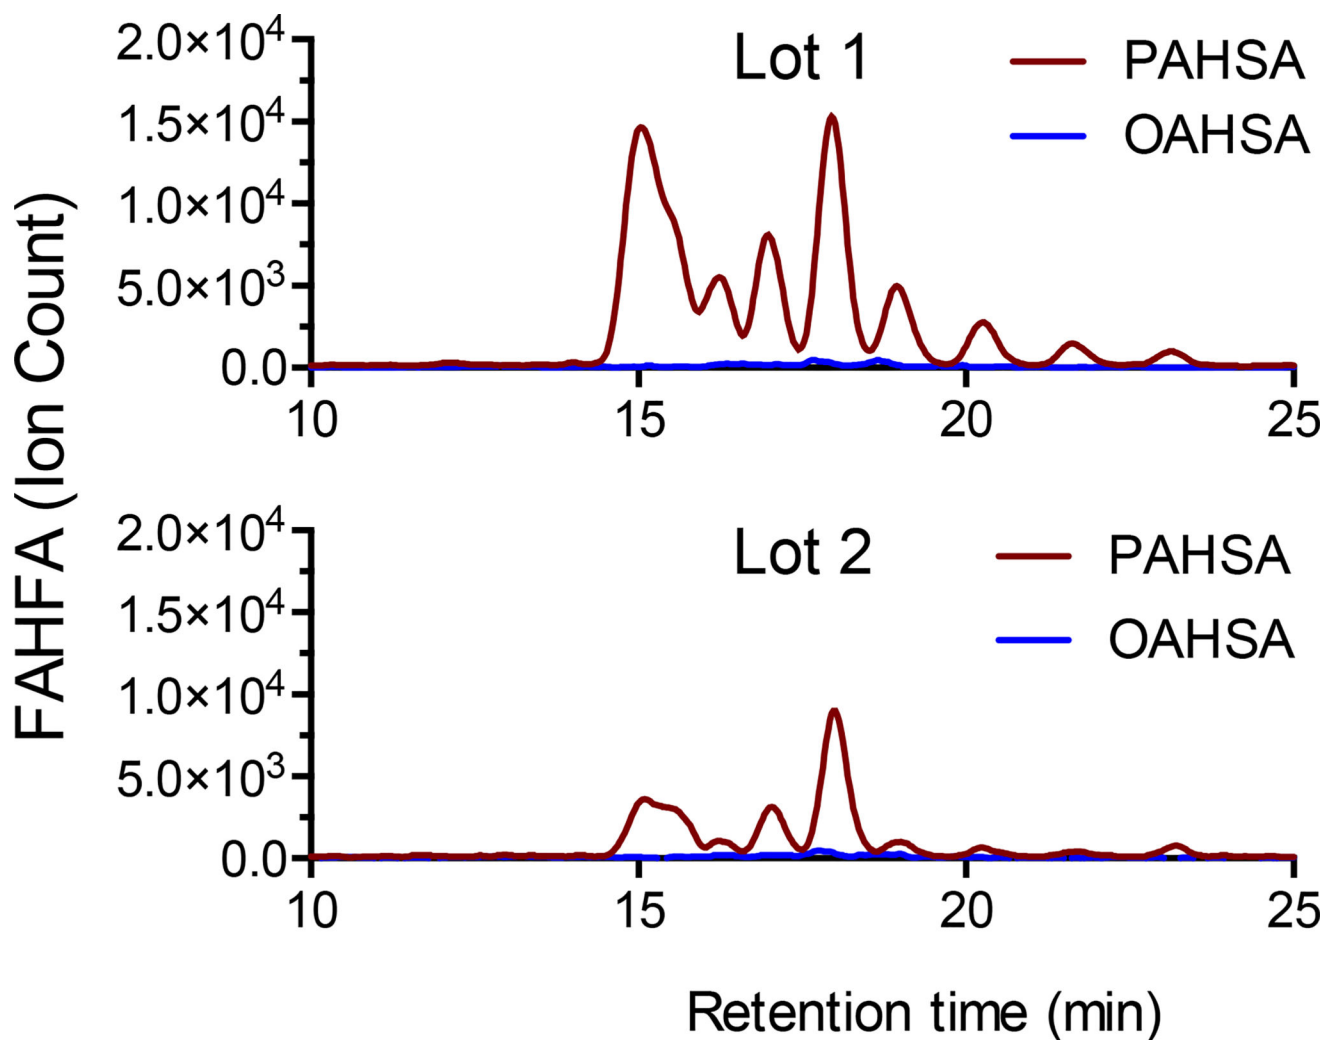 FAHFA (Ion Count)
Lot 1
PAHSA
OAHSA
2.0×10⁴
1.5×10⁴
1.0×10⁴
5.0×10³
0.0
10 15 20 25
Lot 2
PAHSA
OAHSA
2.0×10⁴
1.5×10⁴
1.0×10⁴
5.0×10³
0.0
10 15 20 25
Retention time (min)